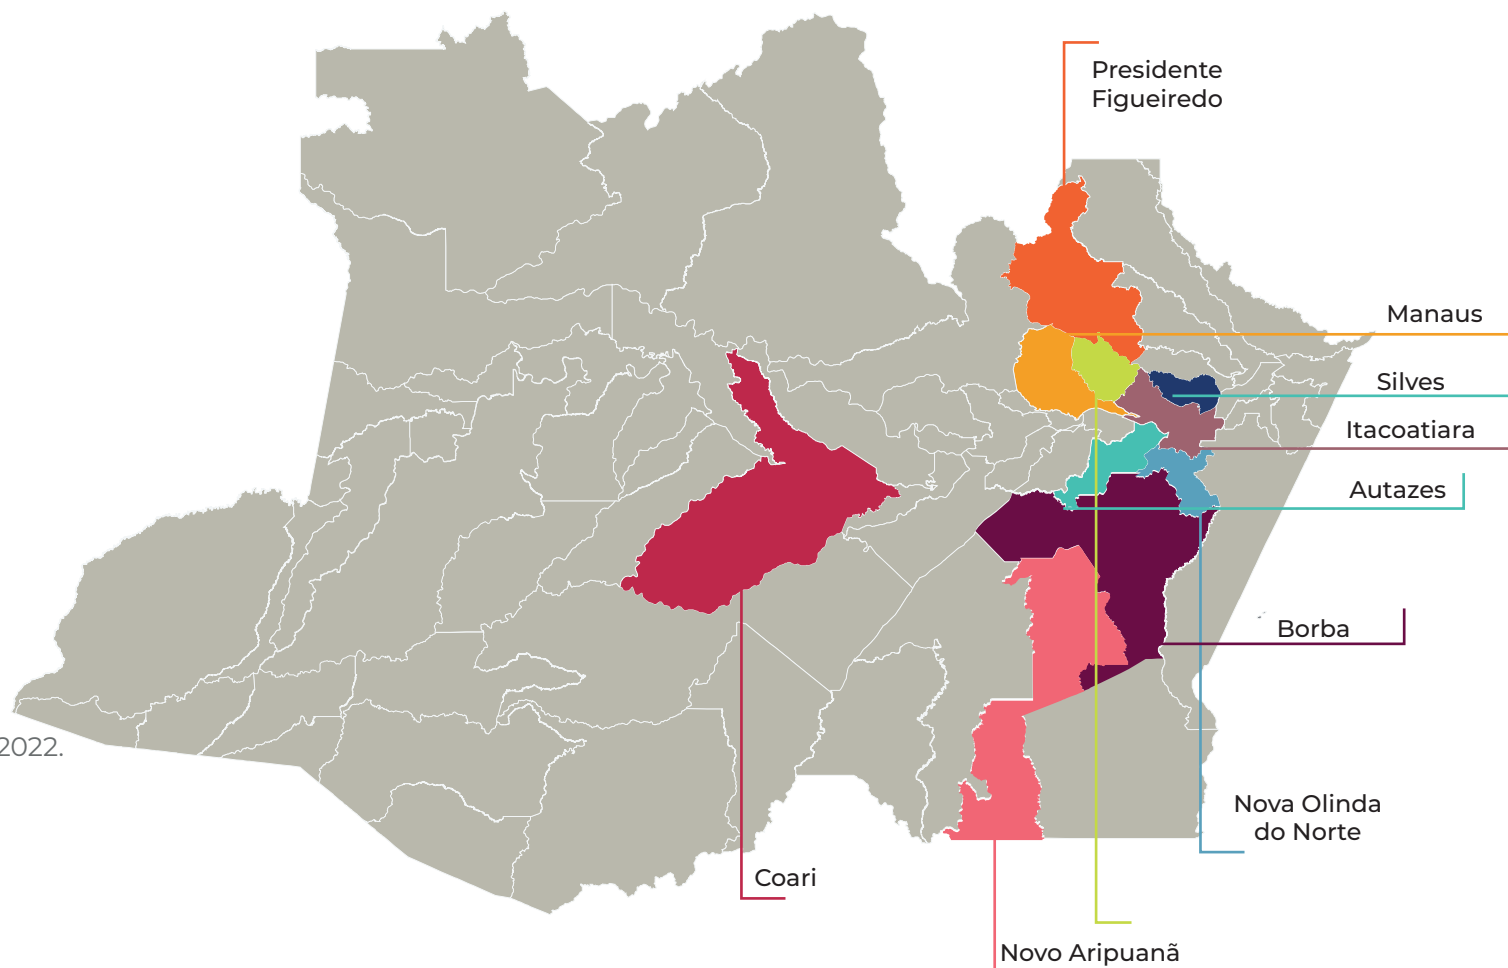 Presidente
Figueiredo
Manaus
Silves
Itacoatiara
Autazes
Borba
2022.
Nova Olinda
do Norte
Coari
Novo Aripuanã